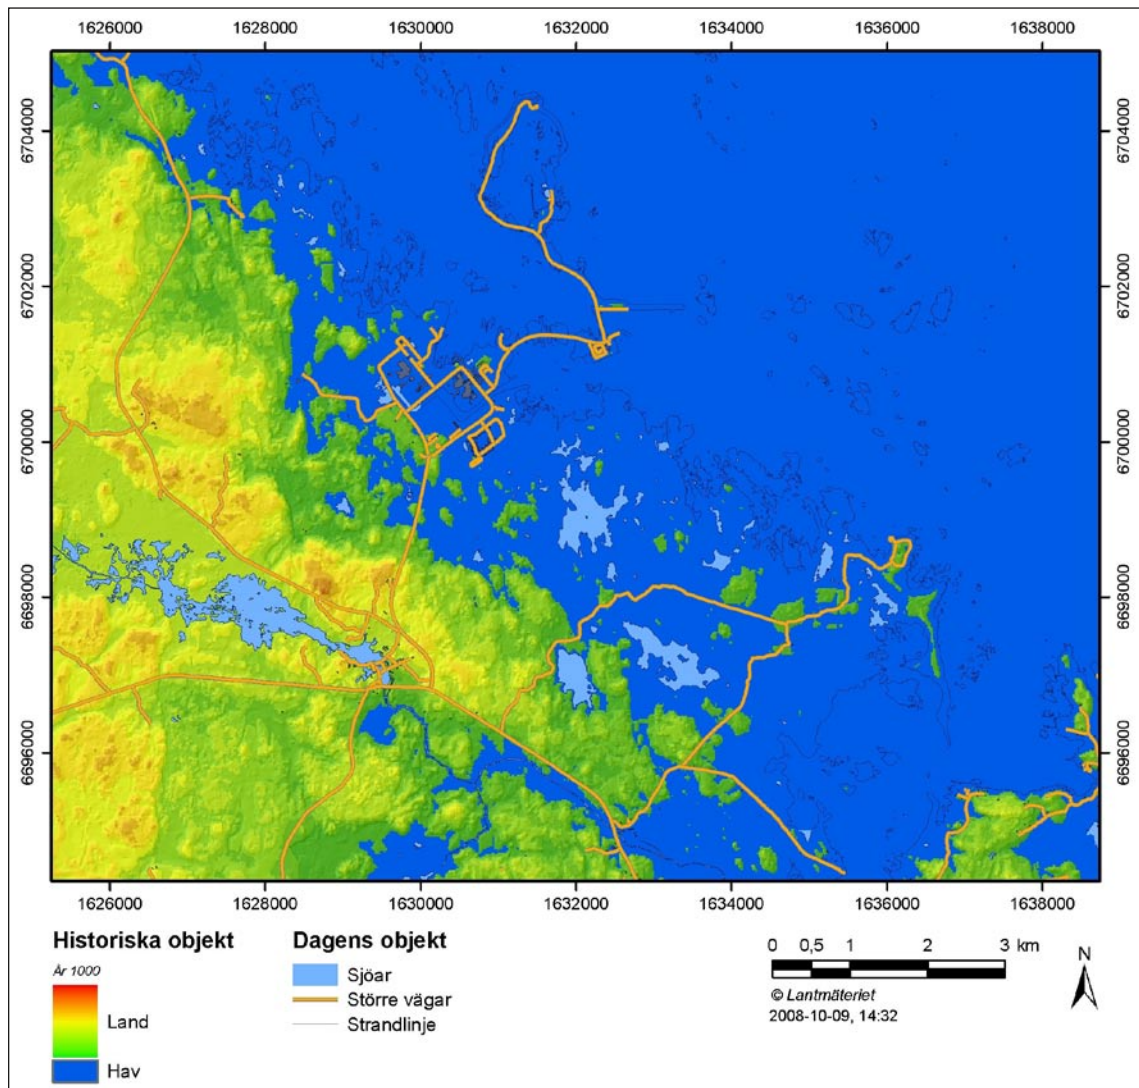 1626000 1628000 1630000 1632000 1634000 1636000 1638000
6704000 6704000
6702000 6702000
6700000 6700000
6698000 6698000
6696000 6696000
1626000 1628000 1630000 1632000 1634000 1636000 1638000
Historiska objekt
År 1000
Land
Hav
Dagens objekt
Sjöar
Större vägar
Strandlinje
0 0,5 1 2 3 km
© Lantmäteriet
2008-10-09, 14:32
N